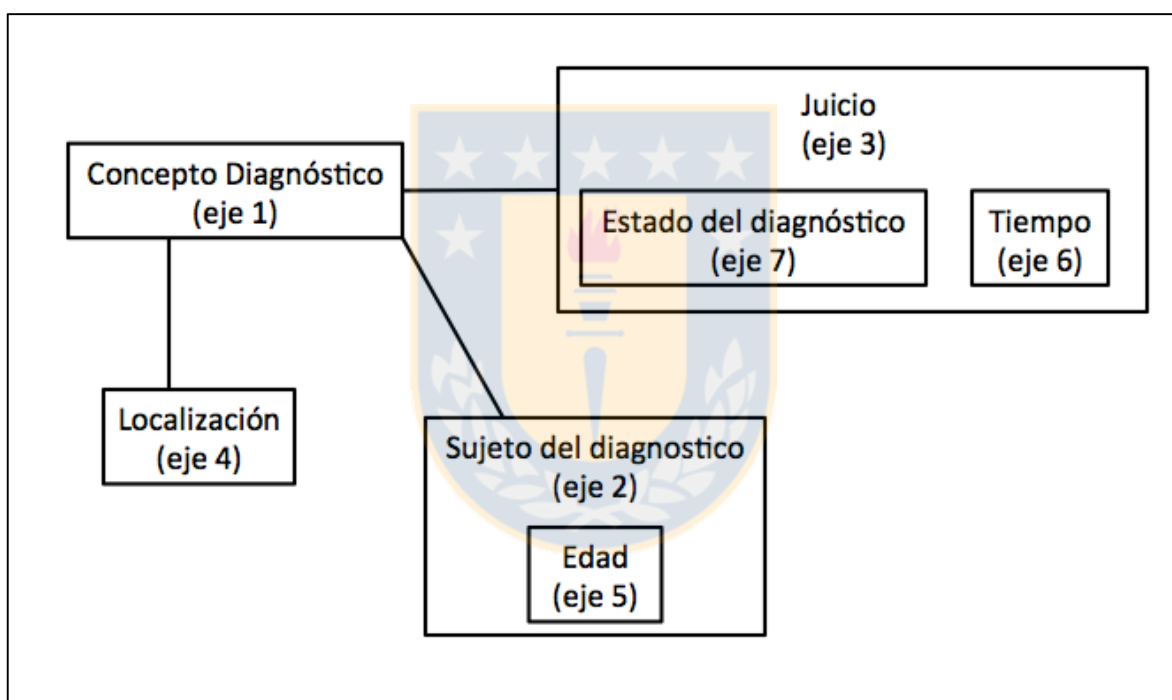 Juicio
(eje 3)
Concepto Diagnóstico
(eje 1)
Estado del diagnóstico
(eje 7)
Tiempo
(eje 6)
Localización
(eje 4)
Sujeto del diagnostico
(eje 2)
Edad
(eje 5)